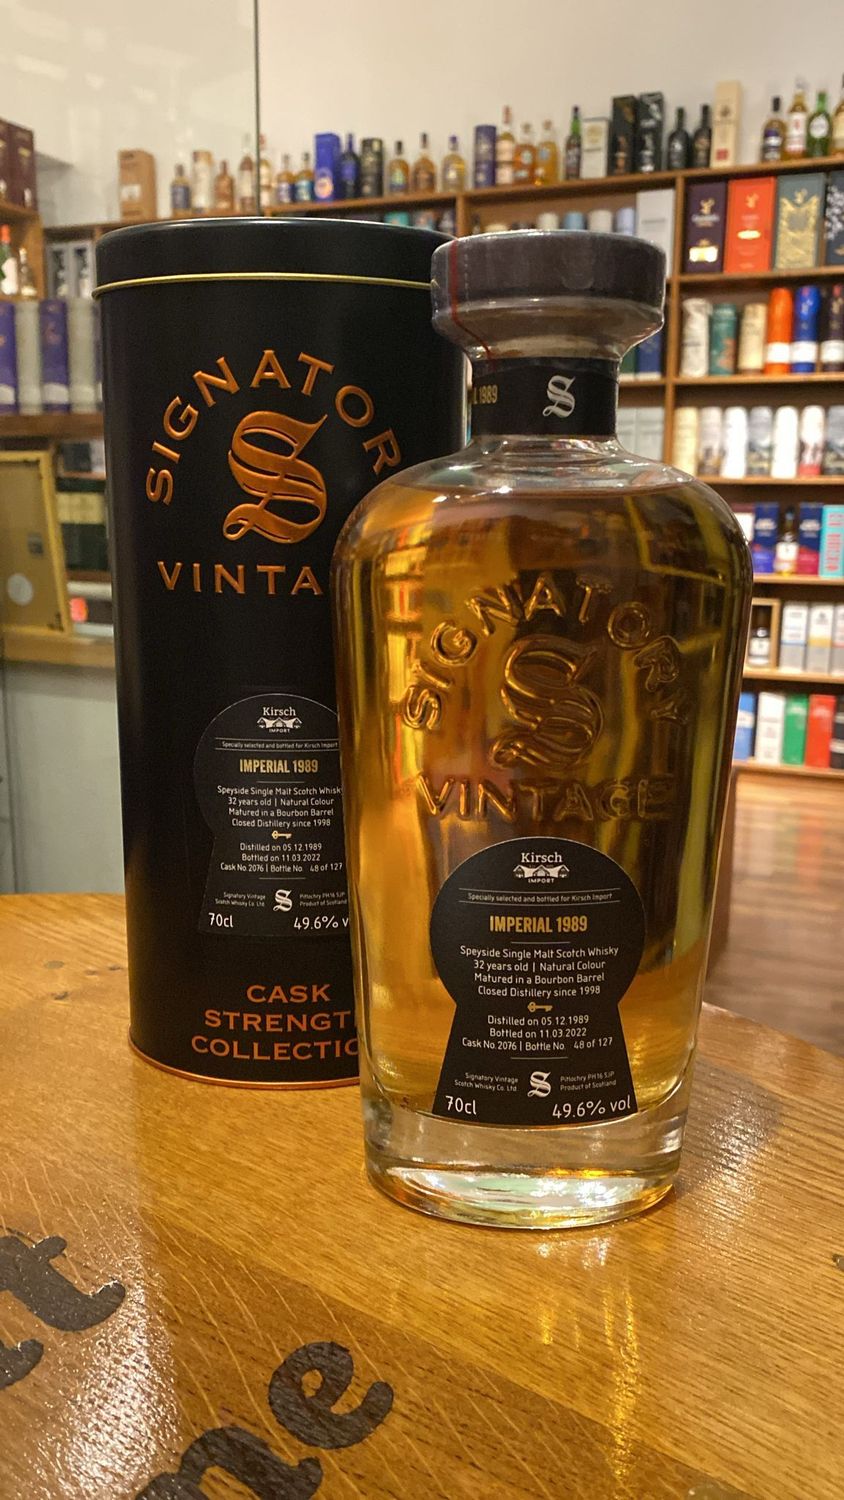 SIGNATOR
S
VINTA
Kirsch
IMPORT
Specially selected and bottled for Kirsch Import
IMPERIAL 1989
Speyside Single Malt Scotch Whisk
32 years old | Natural Colour
Matured in a Bourbon Barrel
Closed Distillery since 1998
Distilled on 05.12.1989
Bottled on 11.03.2022
Cask No.2076 | Bottle No. 48 of 127
Signatory Vintage
Scotch Whisky Co. Ltd
S
Pitlochry PH16 5JP
Product of Scotland
70cl
49.6% v
CASK
STRENGT
COLLECTIO
L 1989
S
SIGNATORY
S
VINTAGE
Kirsch
IMPORT
Specially selected and bottled for Kirsch Import
IMPERIAL 1989
Speyside Single Malt Scotch Whisky
32 years old | Natural Colour
Matured in a Bourbon Barrel
Closed Distillery since 1998
Distilled on 05.12.1989
Bottled on 11.03.2022
Cask No.2076 | Bottle No. 48 of 127
Signatory Vintage
Scotch Whisky Co. Ltd
S
Pitlochry PH16 5JP
Product of Scotland
70cl
49.6% vol